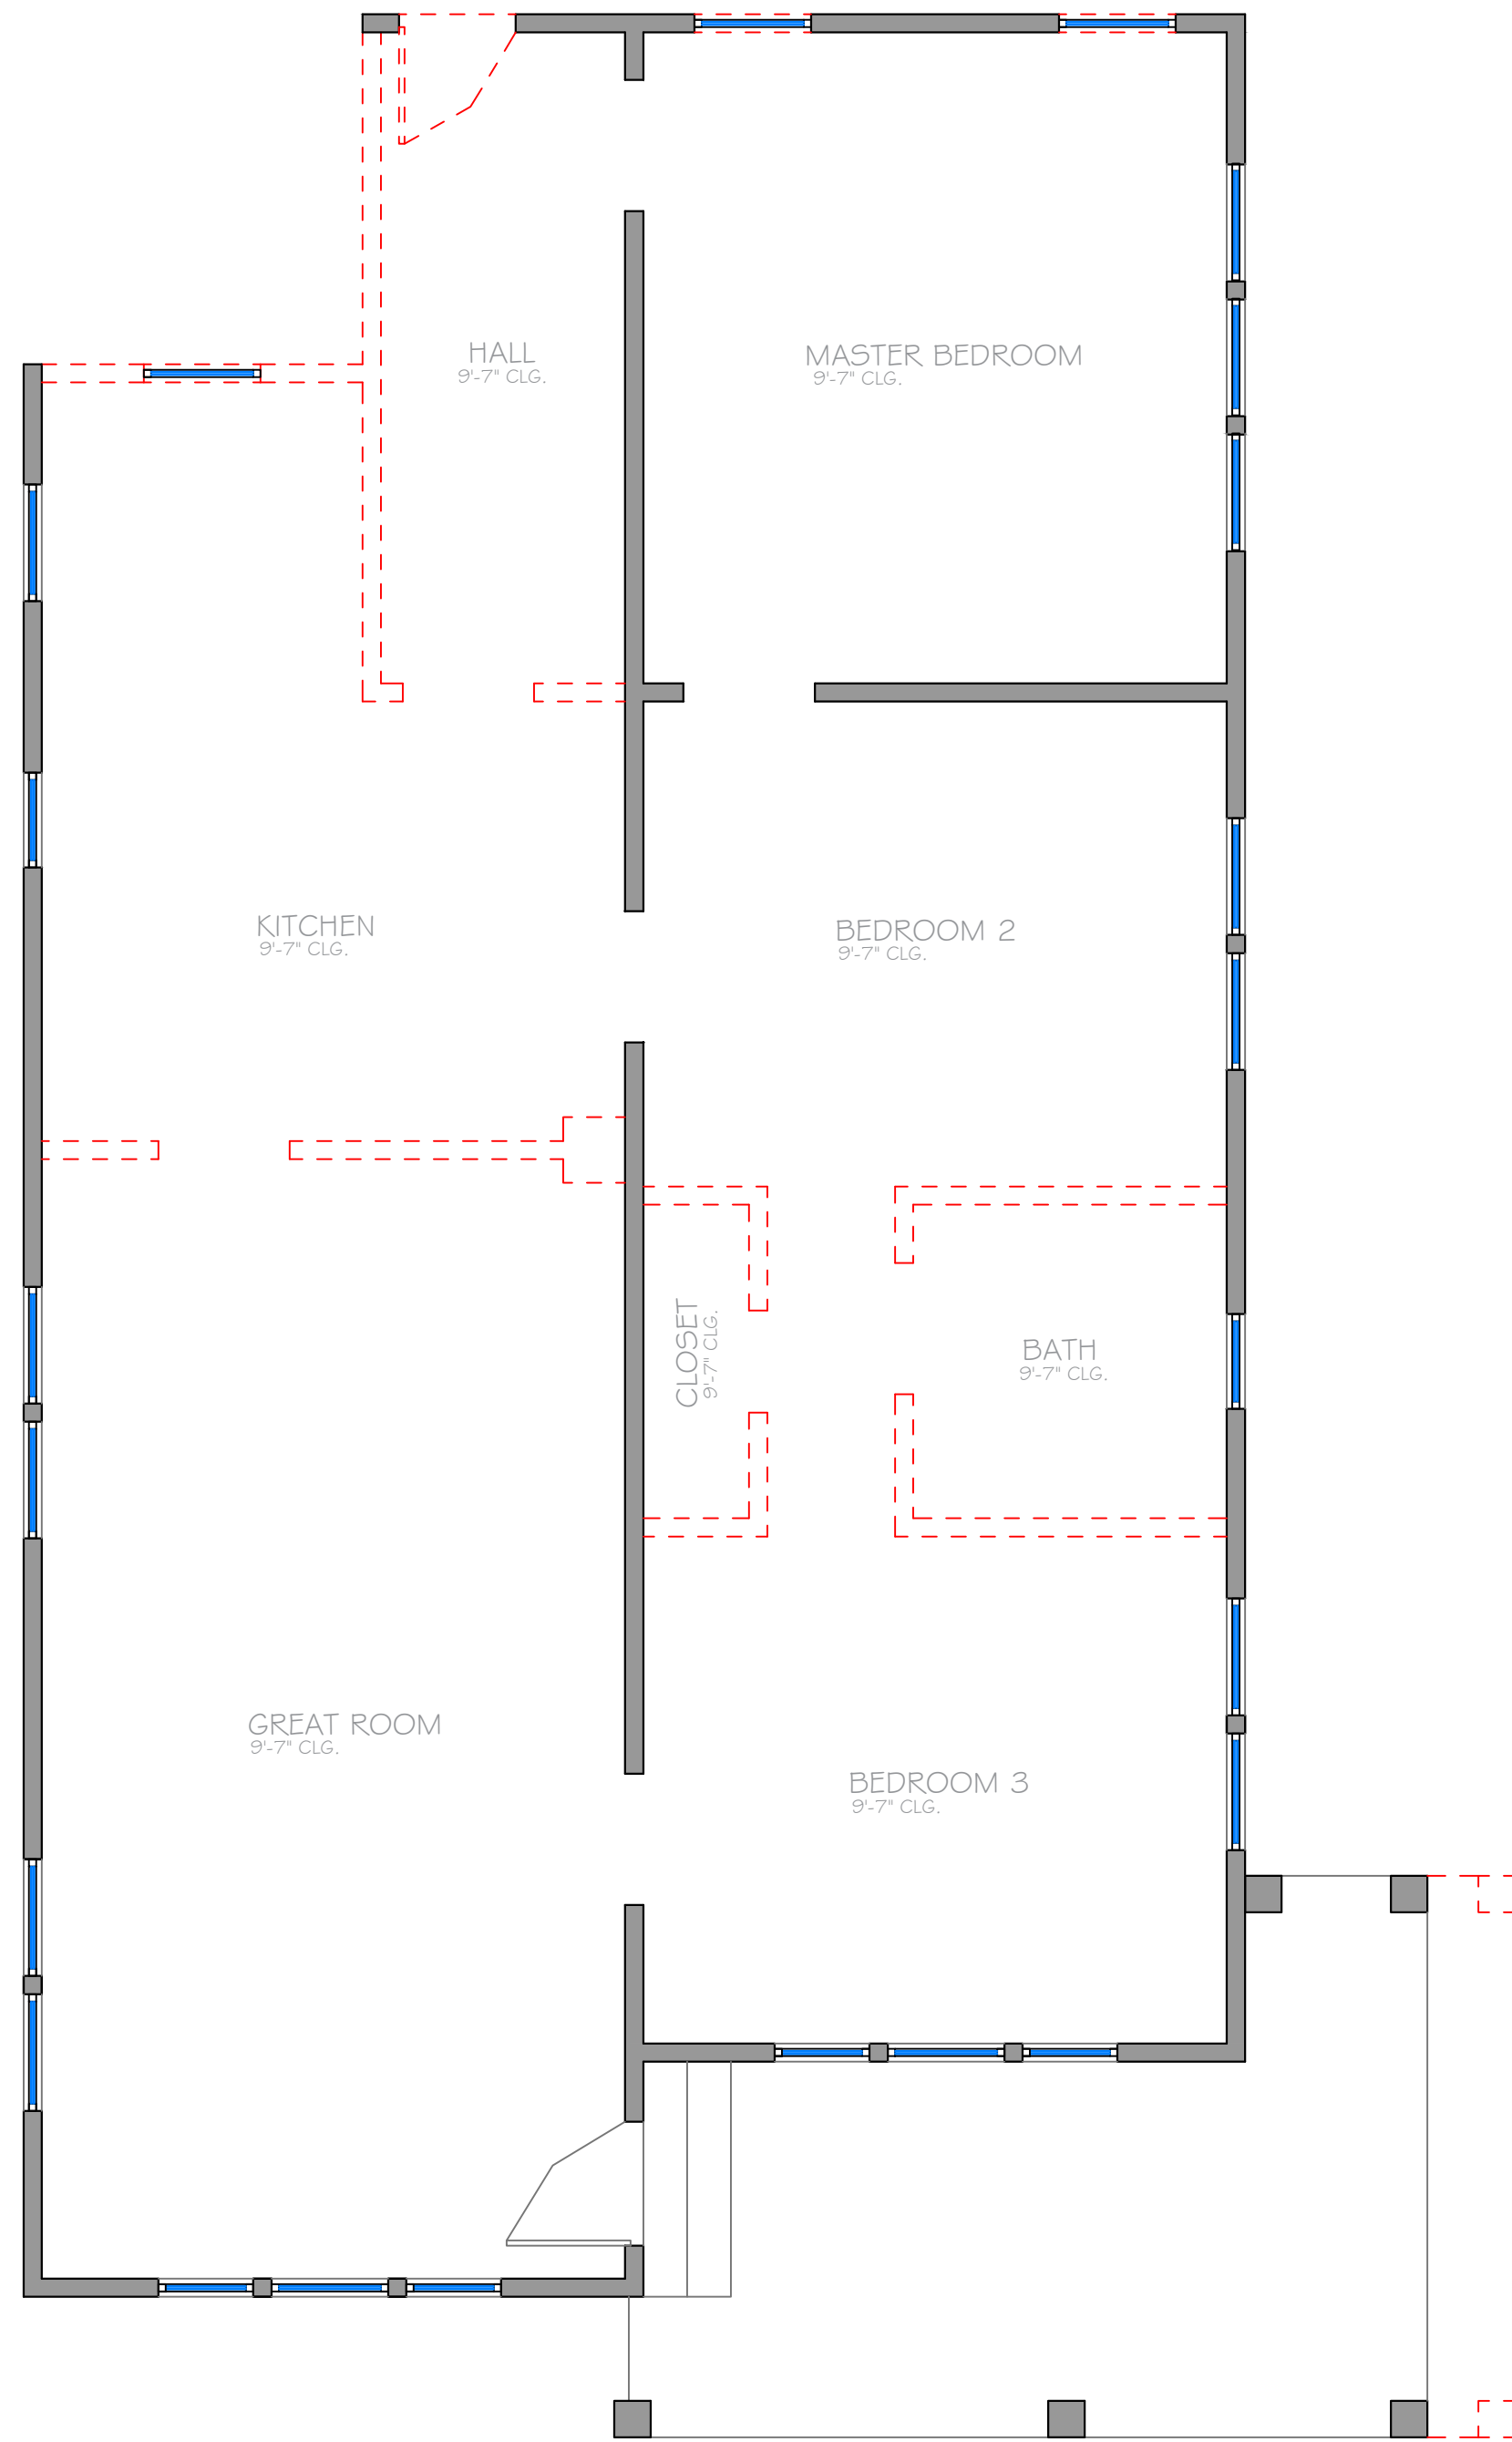 HALL
9'-7" CLG.
MASTER BEDROOM
9'-7" CLG.
KITCHEN
9'-7" CLG.
BEDROOM 2
9'-7" CLG.
CLOSET
9'-7" CLG.
BATH
9'-7" CLG.
GREAT ROOM
9'-7" CLG.
BEDROOM 3
9'-7" CLG.